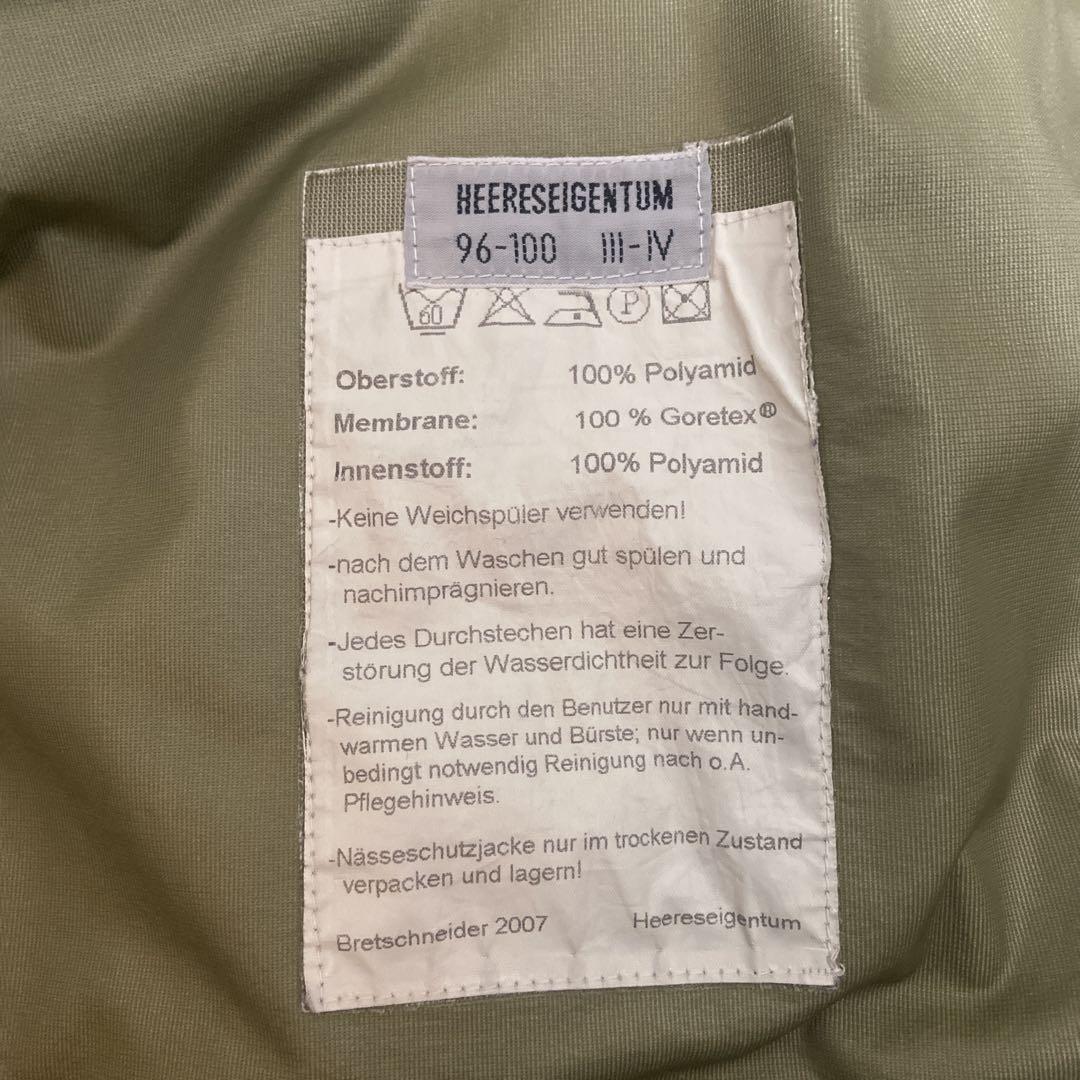 HEERESEIGENTUM
96-100 III-IV
60 P
Oberstoff: 100% Polyamid
Membrane: 100 % Goretex®
Innenstoff: 100% Polyamid
-Keine Weichspüler verwenden!
-nach dem Waschen gut spülen und
nachimprägnieren.
-Jedes Durchstechen hat eine Zer-
störung der Wasserdichtheit zur Folge.
-Reinigung durch den Benutzer nur mit hand-
warmen Wasser und Bürste; nur wenn un-
bedingt notwendig Reinigung nach o.A.
Pflegehinweis.
-Nässeschutzjacke nur im trockenen Zustand
verpacken und lagern!
Bretschneider 2007 Heereseigentum